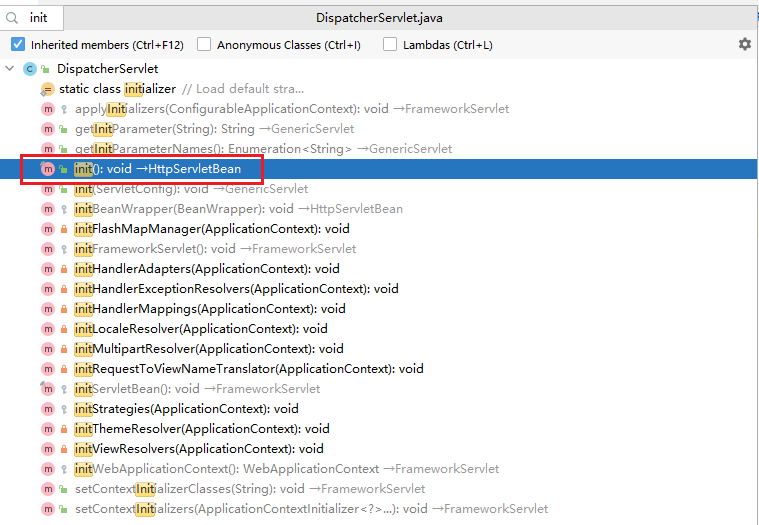 init
DispatcherServlet.java
Inherited members (Ctrl+F12) Anonymous Classes (Ctrl+I) Lambdas (Ctrl+L)
DispatcherServlet
static class initializer // Load default stra...
applyInitializers(ConfigurableApplicationContext): void →FrameworkServlet
getInitParameter(String): String →GenericServlet
getInitParameterNames(): Enumeration<String> →GenericServlet
init(): void →HttpServletBean
init(ServletConfig): void →GenericServlet
initBeanWrapper(BeanWrapper): void →HttpServletBean
initFlashMapManager(ApplicationContext): void
initFrameworkServlet(): void →FrameworkServlet
initHandlerAdapters(ApplicationContext): void
initHandlerExceptionResolvers(ApplicationContext): void
initHandlerMappings(ApplicationContext): void
initLocaleResolver(ApplicationContext): void
initMultipartResolver(ApplicationContext): void
initRequestToViewNameTranslator(ApplicationContext): void
initServletBean(): void →FrameworkServlet
initStrategies(ApplicationContext): void
initThemeResolver(ApplicationContext): void
initViewResolvers(ApplicationContext): void
initWebApplicationContext(): WebApplicationContext →FrameworkServlet
setContextInitializerClasses(String): void →FrameworkServlet
setContextInitializers(ApplicationContextInitializer<?>...): void →FrameworkServlet